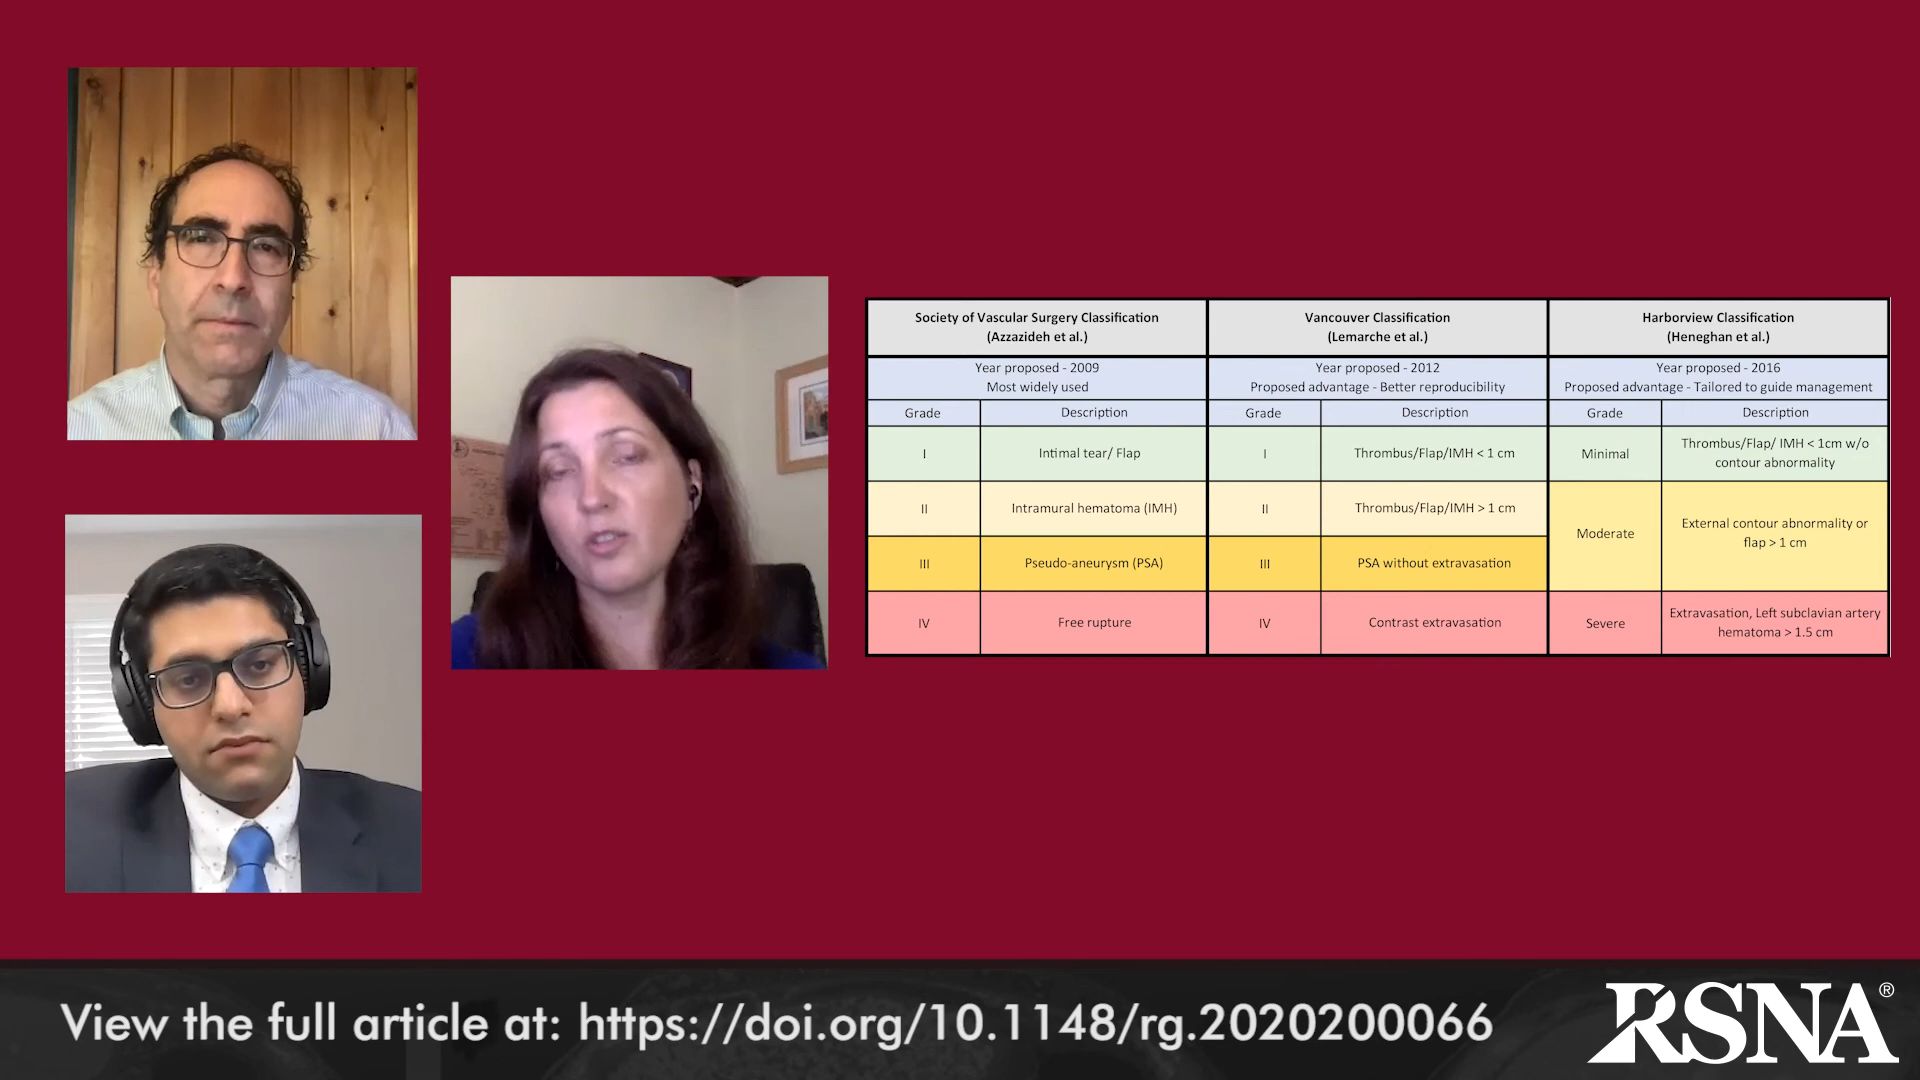 Society of Vascular Surgery Classification
(Azzazideh et al.)
Vancouver Classification
(Lemarche et al.)
Harborview Classification
(Heneghan et al.)
Year proposed - 2009
Most widely used
Year proposed - 2012
Proposed advantage - Better reproducibility
Year proposed - 2016
Proposed advantage - Tailored to guide management
Grade
Description
Grade
Description
Grade
Description
I
Intimal tear/ Flap
I
Thrombus/Flap/IMH < 1 cm
Minimal
Thrombus/Flap/ IMH < 1cm w/o
contour abnormality
II
Intramural hematoma (IMH)
II
Thrombus/Flap/IMH > 1 cm
Moderate
External contour abnormality or
flap > 1 cm
III
Pseudo-aneurysm (PSA)
III
PSA without extravasation
IV
Free rupture
IV
Contrast extravasation
Severe
Extravasation, Left subclavian artery
hematoma > 1.5 cm
View the full article at: https://doi.org/10.1148/rg.2020200066
RSNA®